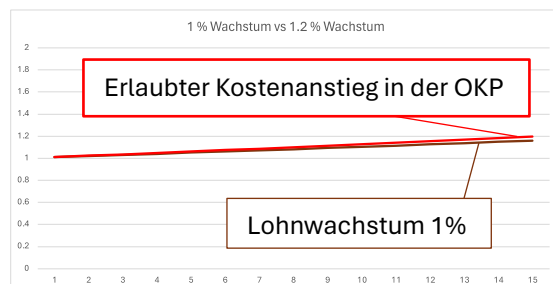 1 % Wachstum vs 1.2 % Wachstum
2
1.8
1.6
1.4
1.2
1
0.8
0.6
0.4
0.2
0
Erlaubter Kostenanstieg in der OKP
Lohnwachstum 1%
1 2 3 4 5 6 7 8 9 10 11 12 13 14 15